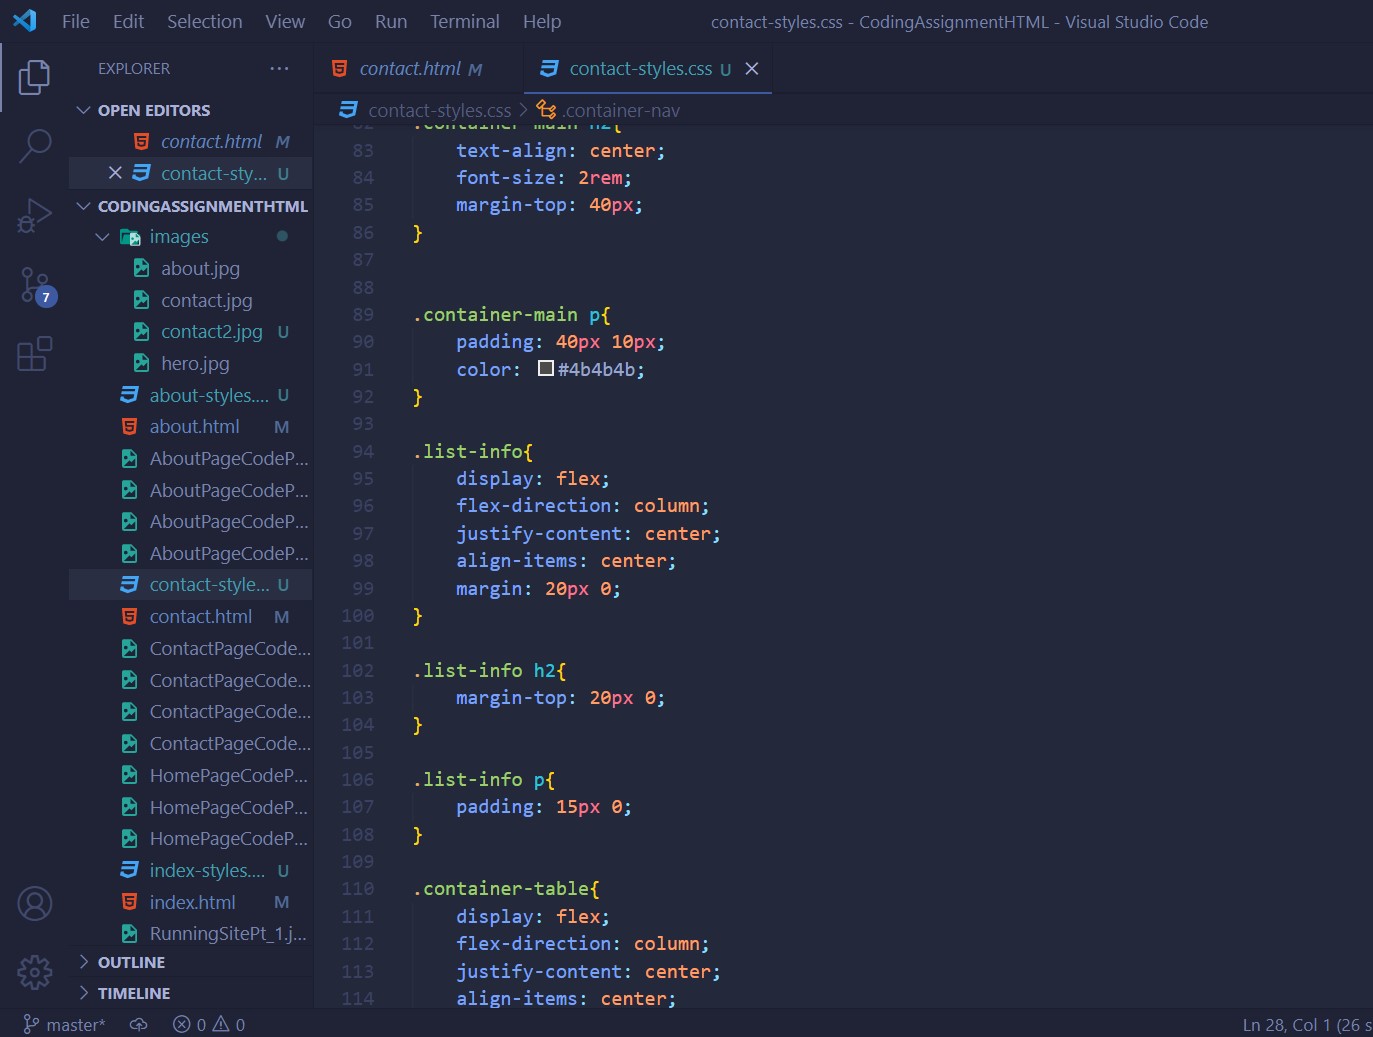 File Edit Selection View Go Run Terminal Help contact-styles.css - CodingAssignmentHTML - Visual Studio Code
EXPLORER ...
OPEN EDITORS
contact.html M
contact-sty... U
CODINGASSIGNMENTHTML
images
about.jpg
contact.jpg
contact2.jpg U
hero.jpg
about-styles.... U
about.html M
AboutPageCodeP...
AboutPageCodeP...
AboutPageCodeP...
AboutPageCodeP...
contact-style... U
contact.html M
ContactPageCode...
ContactPageCode...
ContactPageCode...
ContactPageCode...
HomePageCodeP...
HomePageCodeP...
HomePageCodeP...
index-styles.... U
index.html M
RunningSitePt_1.j...
OUTLINE
TIMELINE
7
contact.html M contact-styles.css U
contact-styles.css > .container-nav
82 .container-main h2{
83 text-align: center;
84 font-size: 2rem;
85 margin-top: 40px;
86 }
87
88
89 .container-main p{
90 padding: 40px 10px;
91 color: #4b4b4b;
92 }
93
94 .list-info{
95 display: flex;
96 flex-direction: column;
97 justify-content: center;
98 align-items: center;
99 margin: 20px 0;
100 }
101
102 .list-info h2{
103 margin-top: 20px 0;
104 }
105
106 .list-info p{
107 padding: 15px 0;
108 }
109
110 .container-table{
111 display: flex;
112 flex-direction: column;
113 justify-content: center;
114 align-items: center;
master* 0 0 Ln 28, Col 1 (26 s